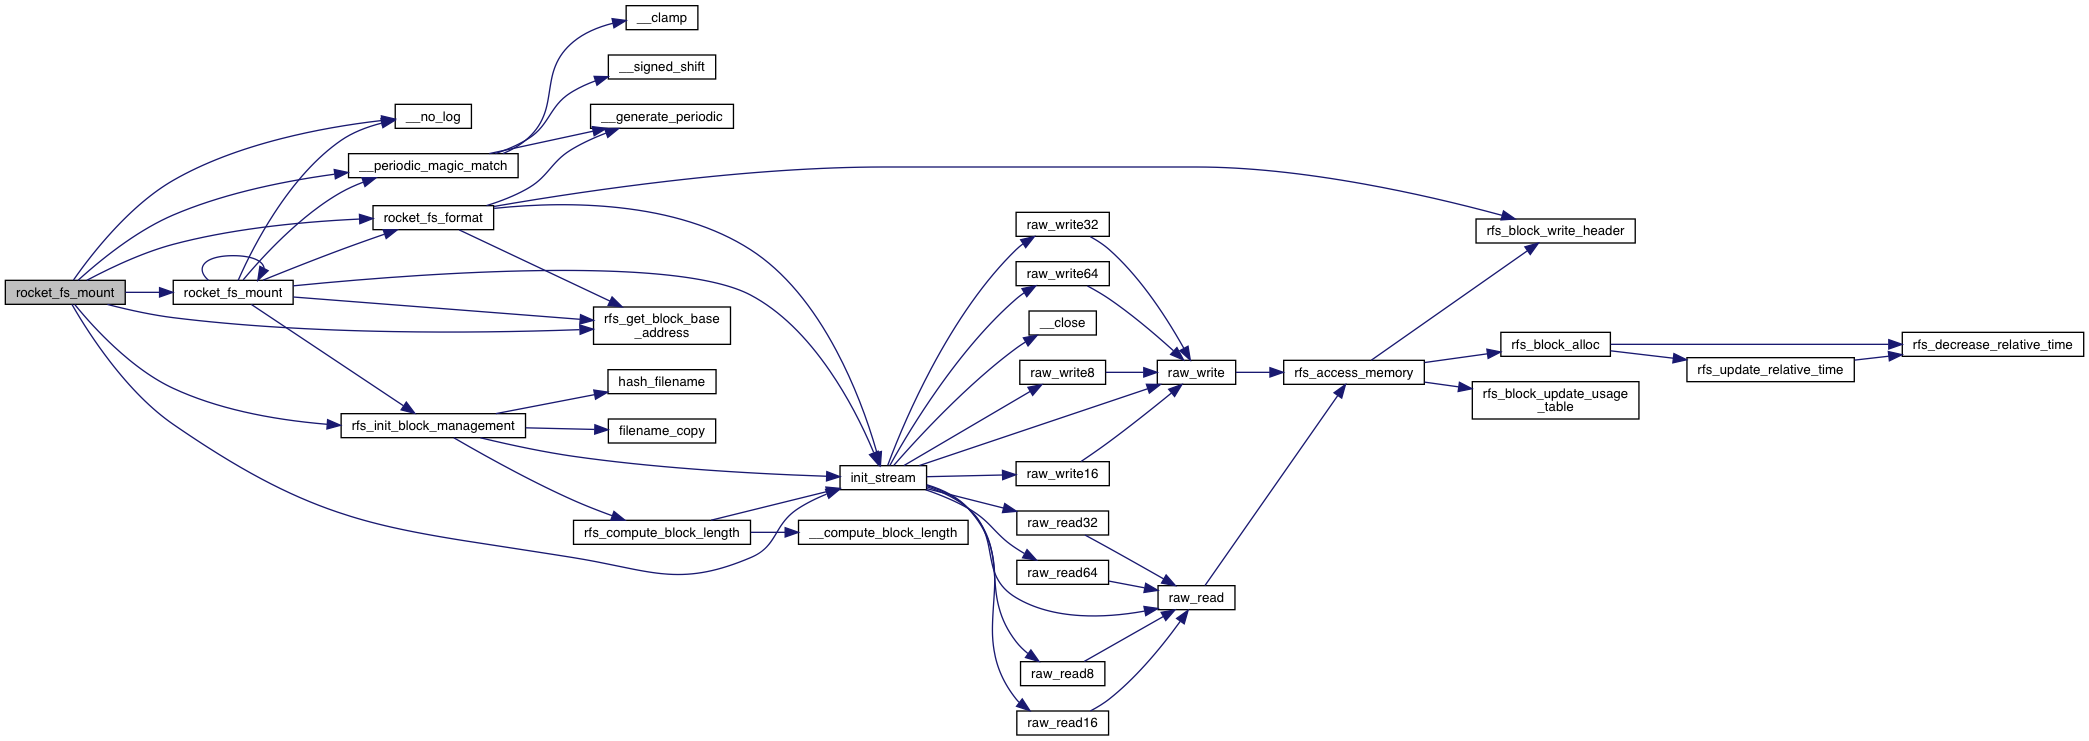 __clamp
__signed_shift
__no_log
__generate_periodic
__periodic_magic_match
rocket_fs_format
raw_write32
rfs_block_write_header
raw_write64
rocket_fs_mount
rocket_fs_mount
rfs_get_block_base
_address
__close
rfs_block_alloc
rfs_decrease_relative_time
raw_write8
raw_write
rfs_access_memory
rfs_update_relative_time
hash_filename
rfs_block_update_usage
_table
rfs_init_block_management
filename_copy
init_stream
raw_write16
raw_read32
rfs_compute_block_length
__compute_block_length
raw_read64
raw_read
raw_read8
raw_read16